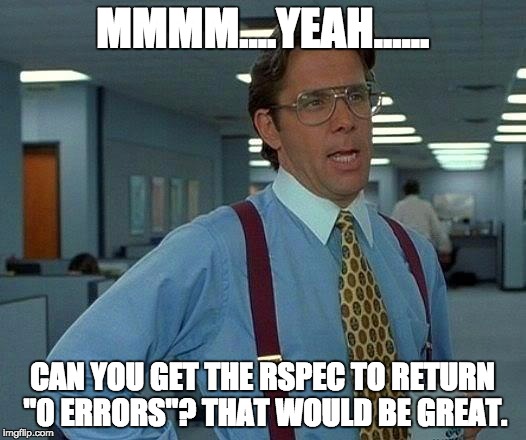 MMMM....YEAH......
CAN YOU GET THE RSPEC TO RETURN
"0 ERRORS"? THAT WOULD BE GREAT.
imgflip.com